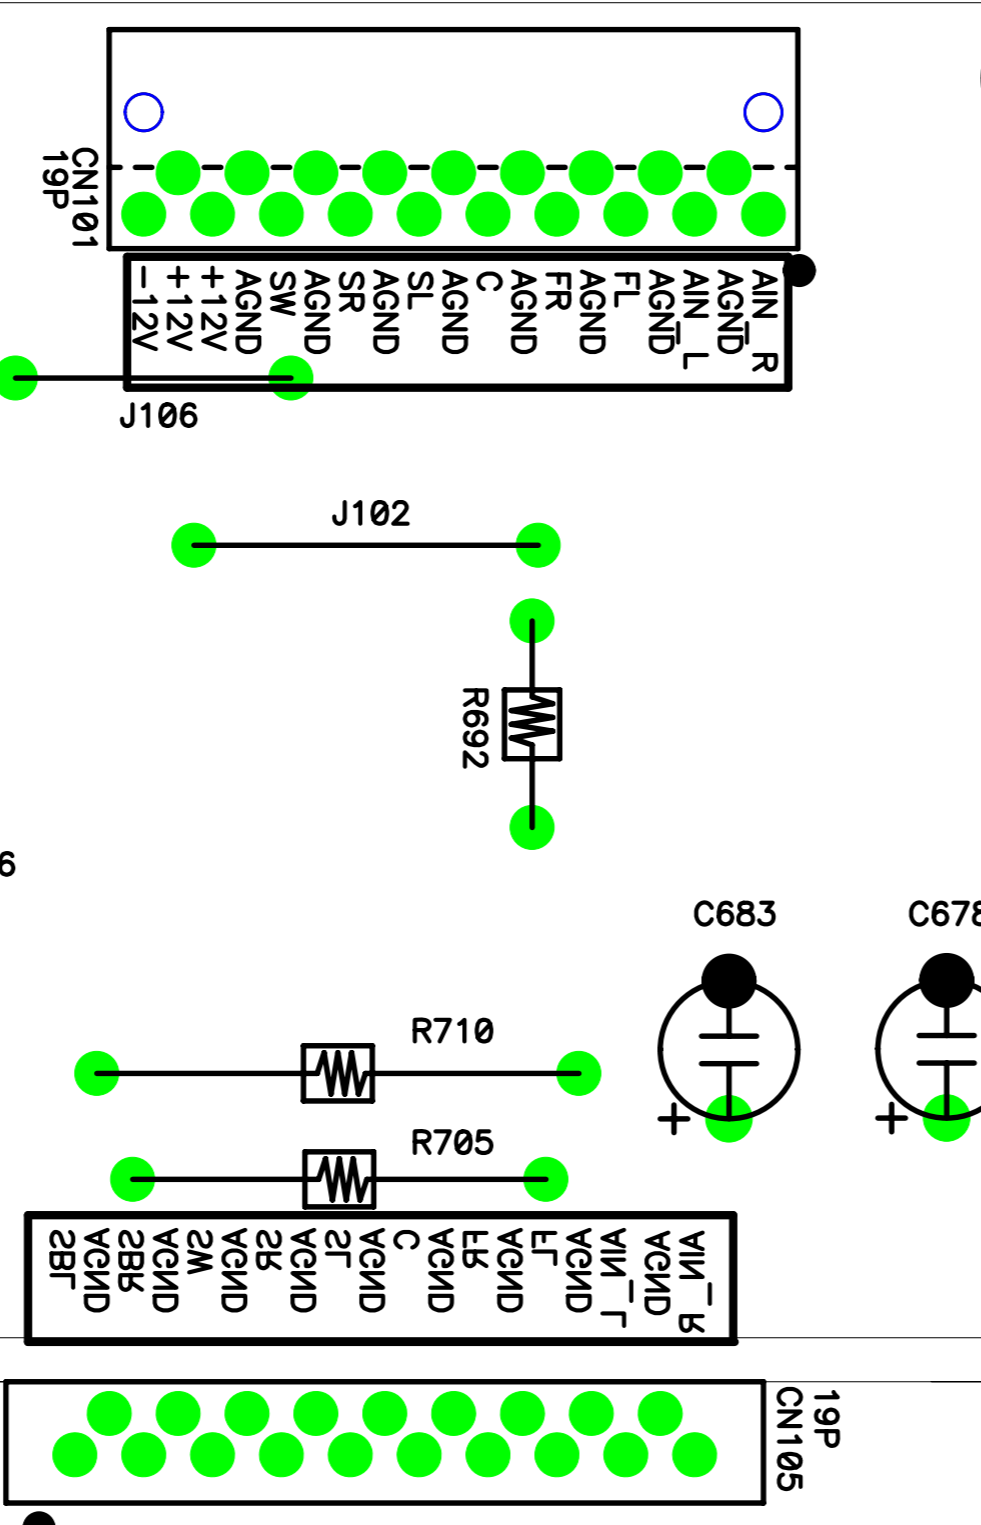 CN101
19P
-12V
+12V
+12V
AGND
SW
AGND
SR
AGND
SL
AGND
C
AGND
FR
AGND
FL
AGND
AIN_L
AGND
AIN_R
J106
J102
R692
6
C683
C678
R710
R705
SBL
AGND
SBR
AGND
SW
AGND
SR
AGND
SL
AGND
C
AGND
FR
AGND
FL
AGND
AIN_L
AGND
AIN_R
19P
CN105